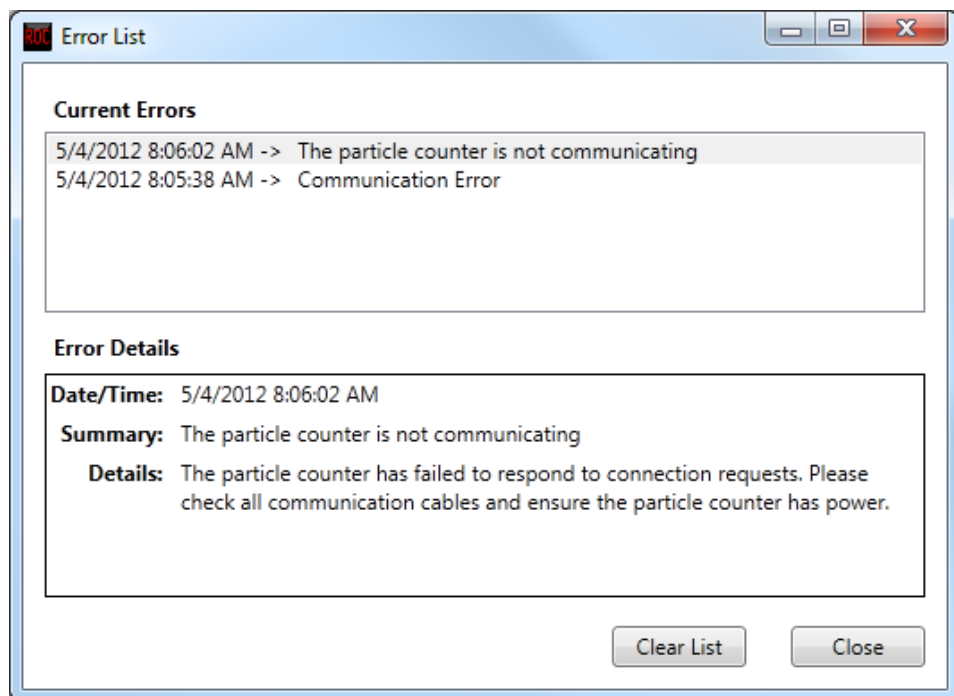 ROC Error List
Current Errors
5/4/2012 8:06:02 AM -> The particle counter is not communicating
5/4/2012 8:05:38 AM -> Communication Error
Error Details
Date/Time: 5/4/2012 8:06:02 AM
Summary: The particle counter is not communicating
Details: The particle counter has failed to respond to connection requests. Please
check all communication cables and ensure the particle counter has power.
Clear List Close